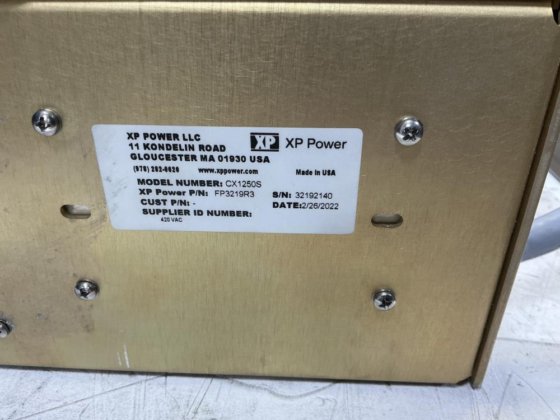 XP POWER LLC
11 KONDELIN ROAD
GLOUCESTER MA 01930 USA
(978) 282-0620 www.xppower.com
XP XP Power
Made in USA
MODEL NUMBER: CX1250S
XP Power P/N: FP3219R3 S/N: 32192140
CUST P/N: - DATE:2/26/2022
SUPPLIER ID NUMBER:
420 VAC